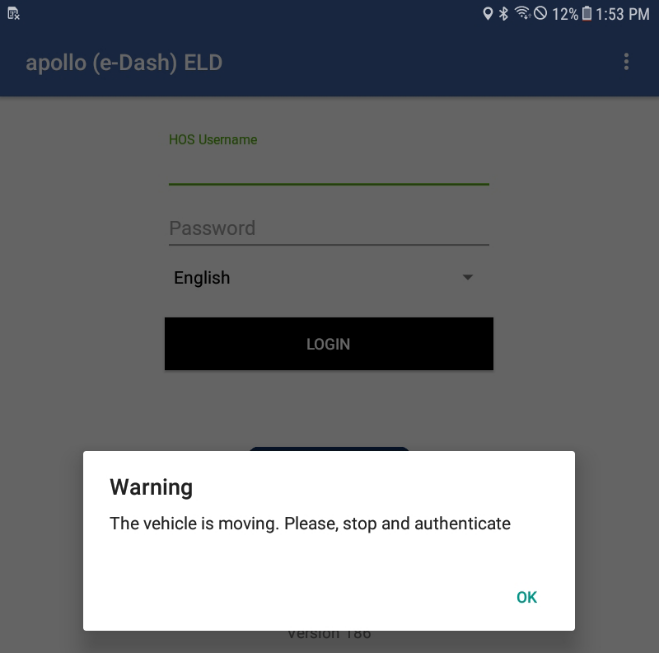 12% 1:53 PM
apollo (e-Dash) ELD
HOS Username
Password
English
LOGIN
Warning
The vehicle is moving. Please, stop and authenticate
OK
Version 186